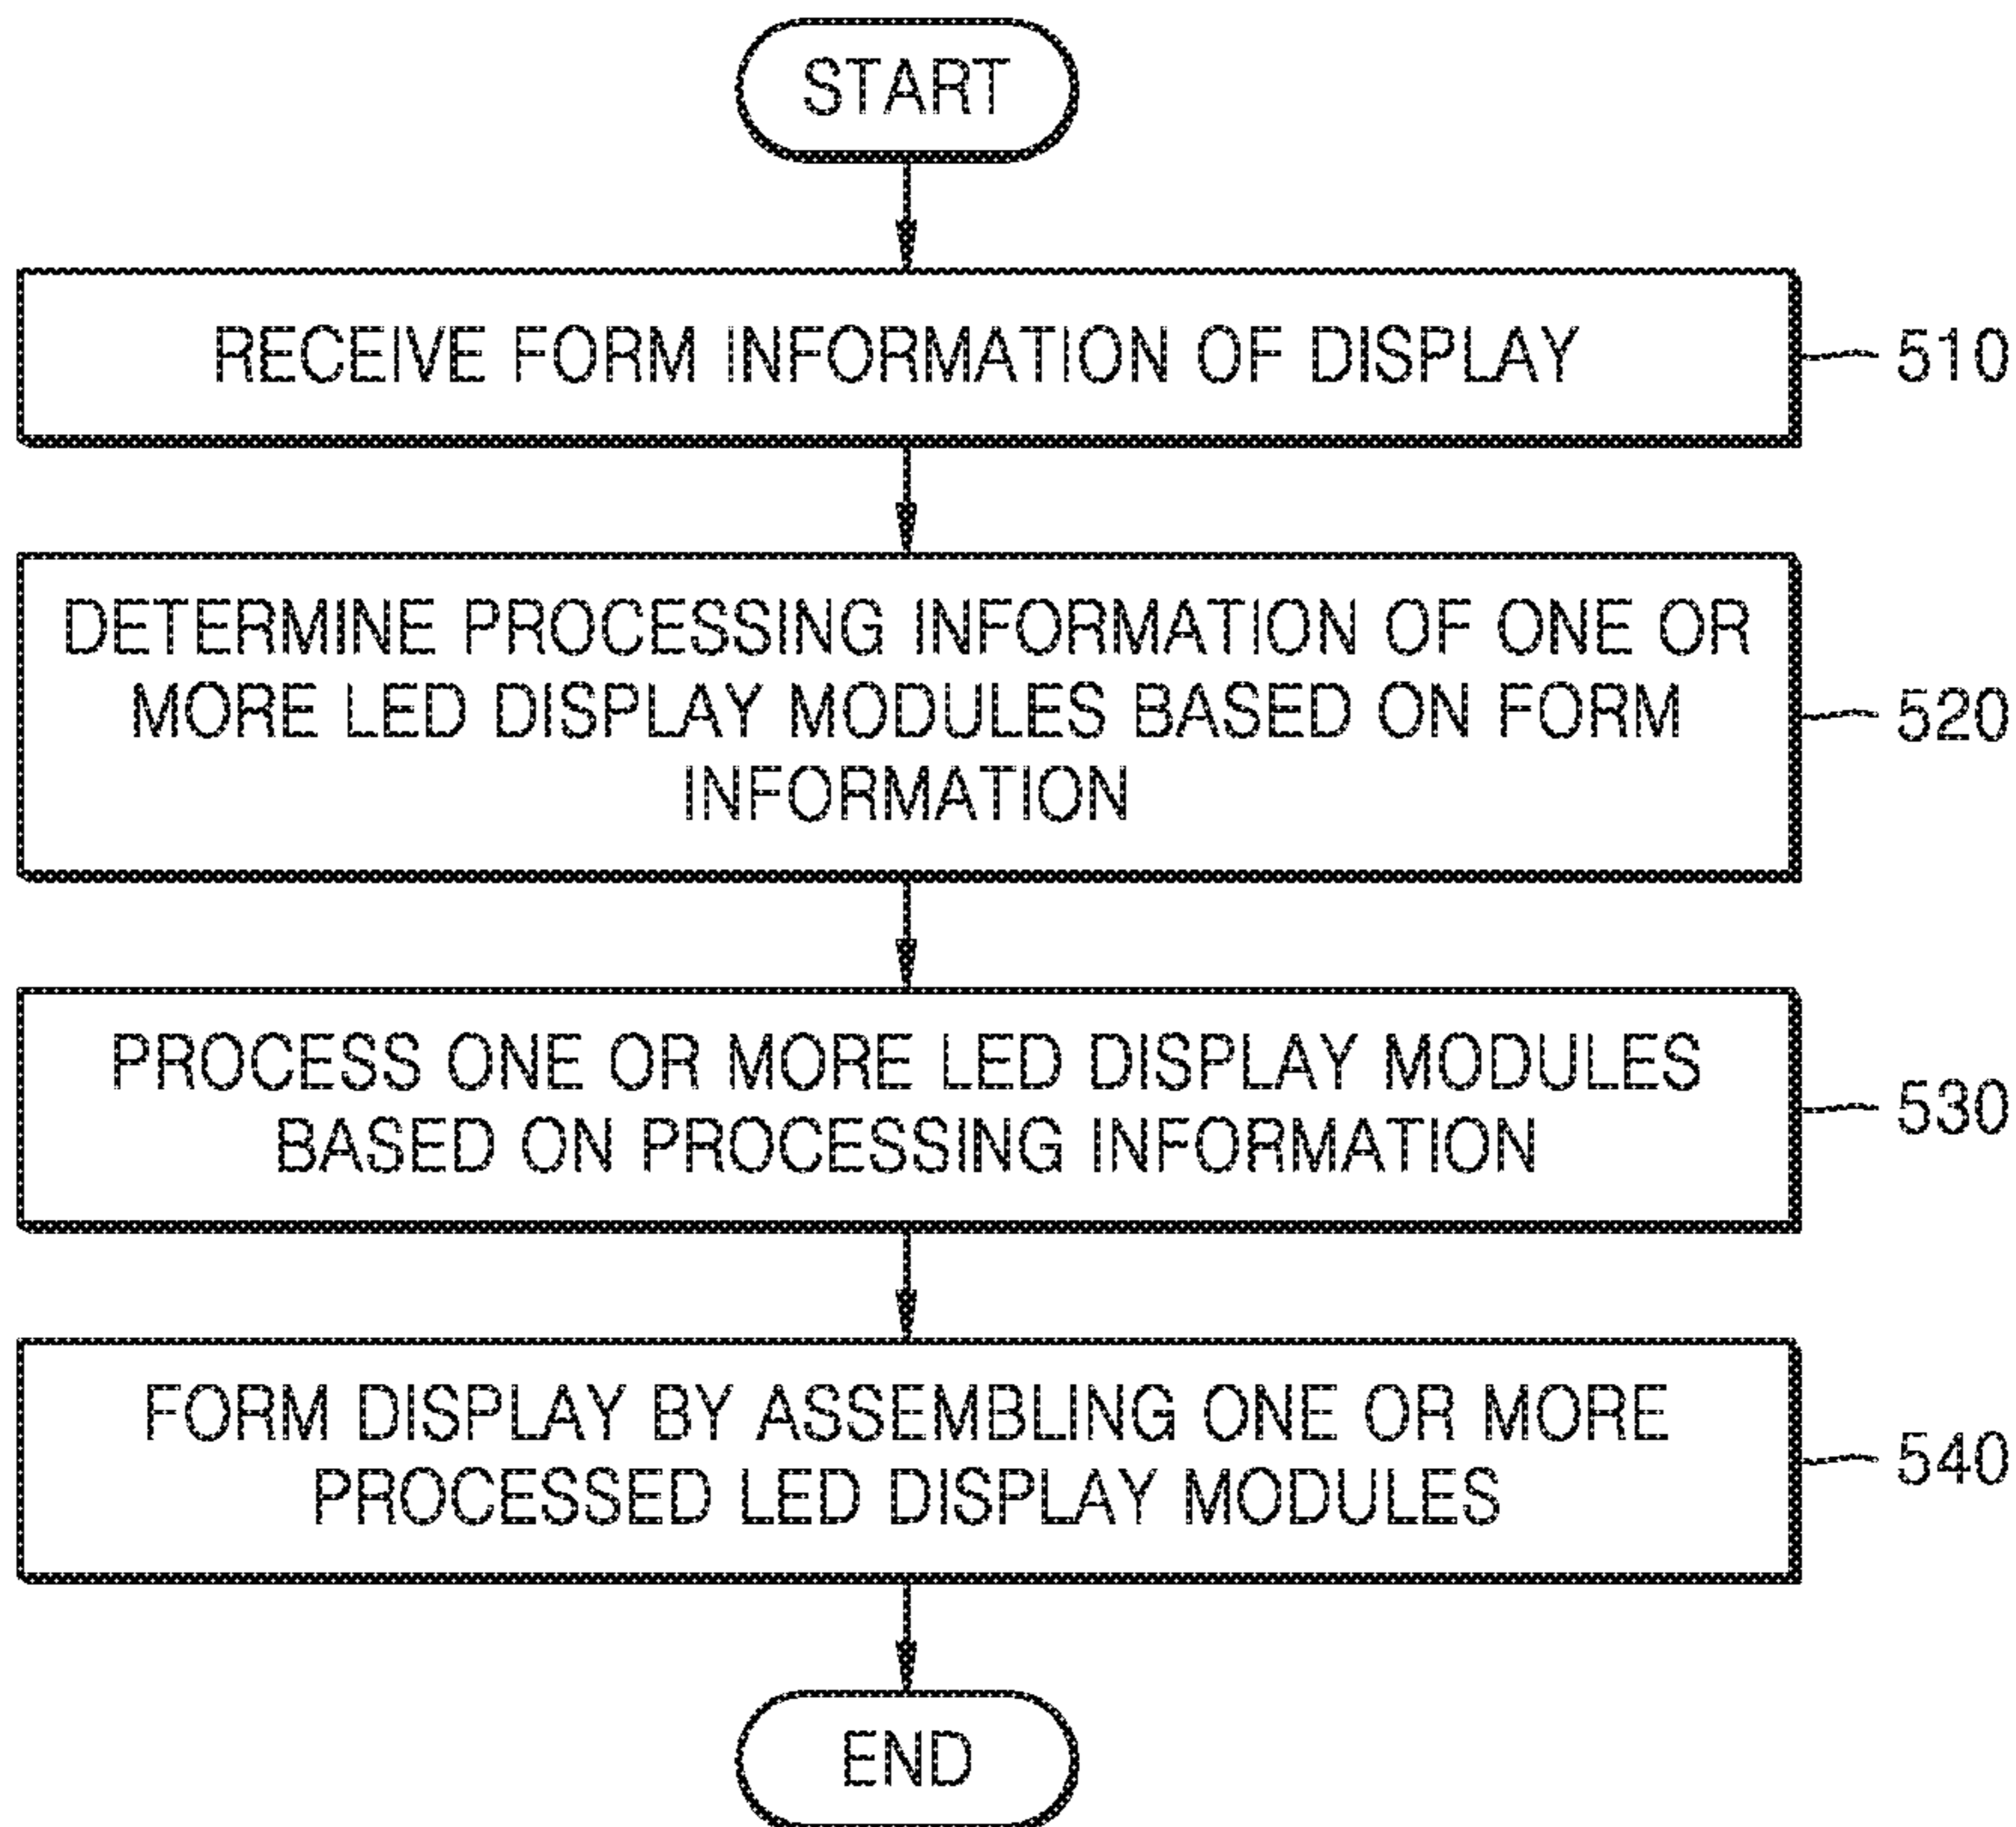 START
RECEIVE FORM INFORMATION OF DISPLAY
510
DETERMINE PROCESSING INFORMATION OF ONE OR
MORE LED DISPLAY MODULES BASED ON FORM
INFORMATION
520
PROCESS ONE OR MORE LED DISPLAY MODULES
BASED ON PROCESSING INFORMATION
530
FORM DISPLAY BY ASSEMBLING ONE OR MORE
PROCESSED LED DISPLAY MODULES
540
END